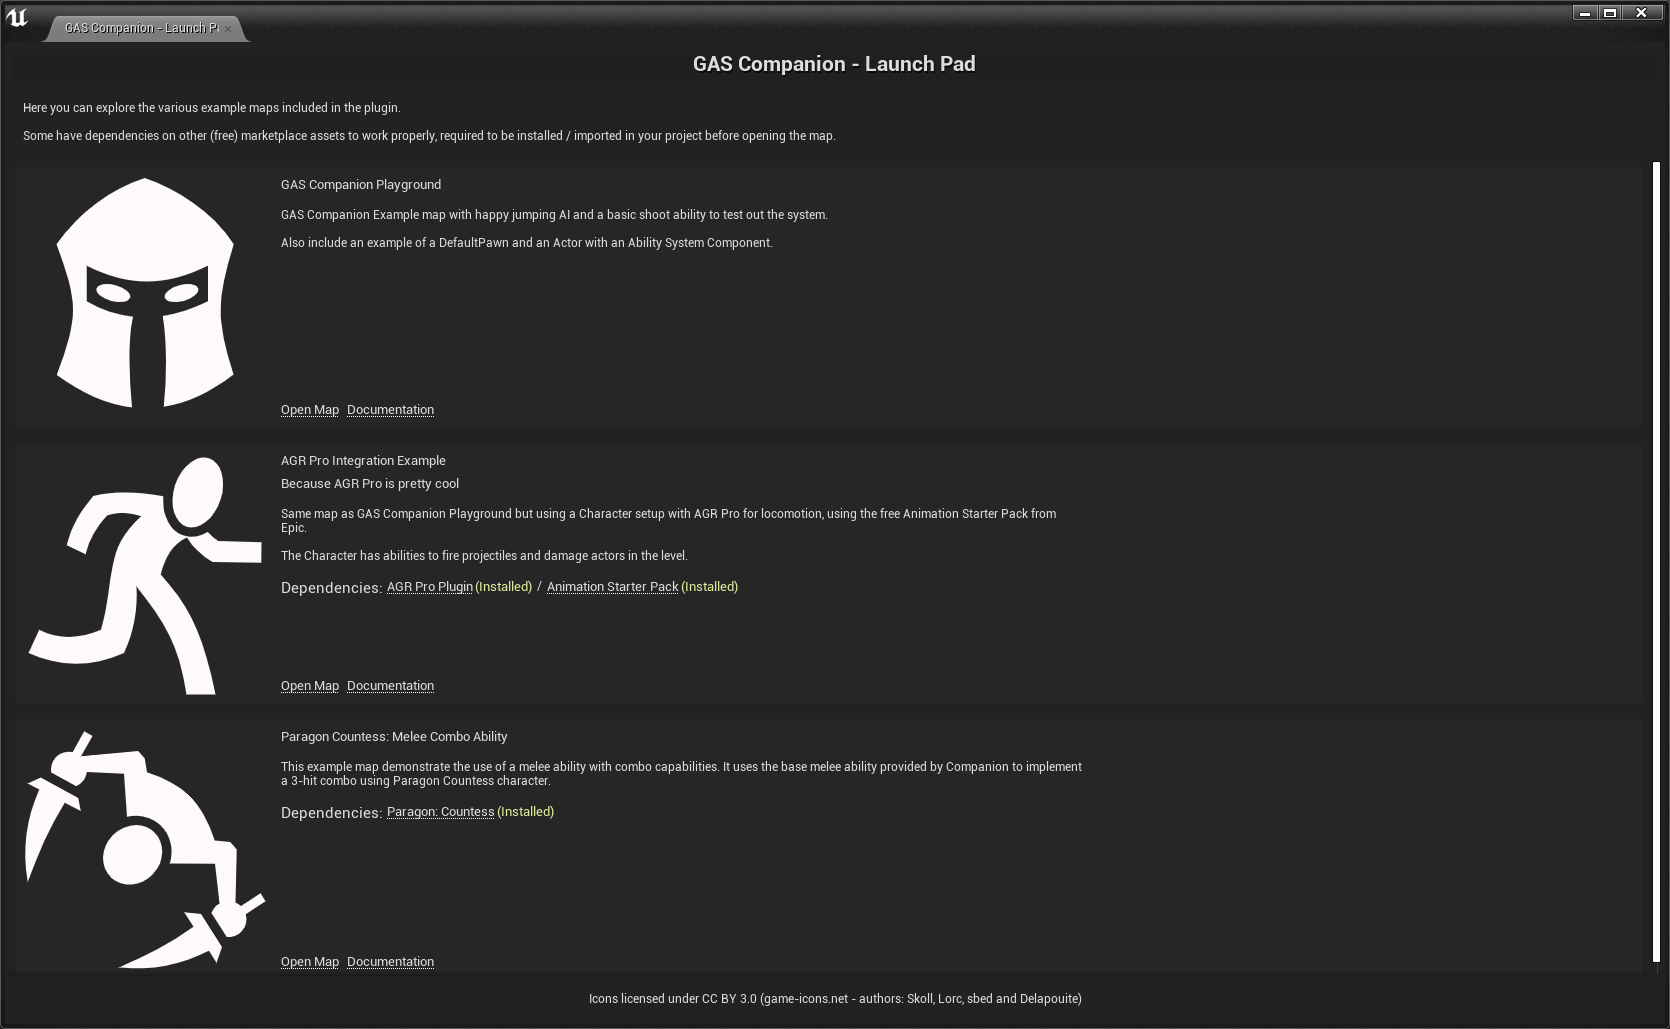 GAS Companion - Launch P
GAS Companion - Launch Pad
Here you can explore the various example maps included in the plugin.
Some have dependencies on other (free) marketplace assets to work properly, required to be installed / imported in your project before opening the map.
GAS Companion Playground
GAS Companion Example map with happy jumping AI and a basic shoot ability to test out the system.
Also include an example of a DefaultPawn and an Actor with an Ability System Component.
Open Map Documentation
AGR Pro Integration Example
Because AGR Pro is pretty cool
Same map as GAS Companion Playground but using a Character setup with AGR Pro for locomotion, using the free Animation Starter Pack from
Epic.
The Character has abilities to fire projectiles and damage actors in the level.
Dependencies: AGR Pro Plugin (Installed) / Animation Starter Pack (Installed)
Open Map Documentation
Paragon Countess: Melee Combo Ability
This example map demonstrate the use of a melee ability with combo capabilities. It uses the base melee ability provided by Companion to implement
a 3-hit combo using Paragon Countess character.
Dependencies: Paragon: Countess (Installed)
Open Map Documentation
Icons licensed under CC BY 3.0 (game-icons.net - authors: Skoll, Lorc, sbed and Delapouite)